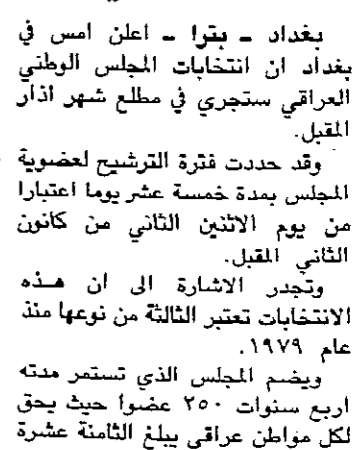 بغداد ـ بترا ـ اعلن امس في
بغداد ان انتخابات المجلس الوطني
العراقي ستجري في مطلع شهر اذار
المقبل.
وقد حددت فترة الترشيح لعضوية
المجلس بمدة خمسة عشر يوما اعتبارا
من يوم الاثنين الثاني من كانون
الثاني المقبل.
وتجدر الاشارة الى ان هــذه
الانتخابات تعتبر الثالثة من نوعها منذ
عام ١٩٧٩.
ويضم المجلس الذي تستمر مدته
اربع سنوات ٢٥٠ عضوا حيث يحق
لكل مواطن عراقي يبلغ الثامنة عشرة